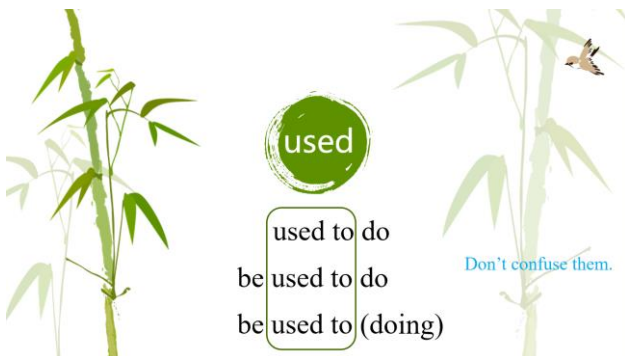 used
used to do
be used to do
Don't confuse them.
be used to (doing)